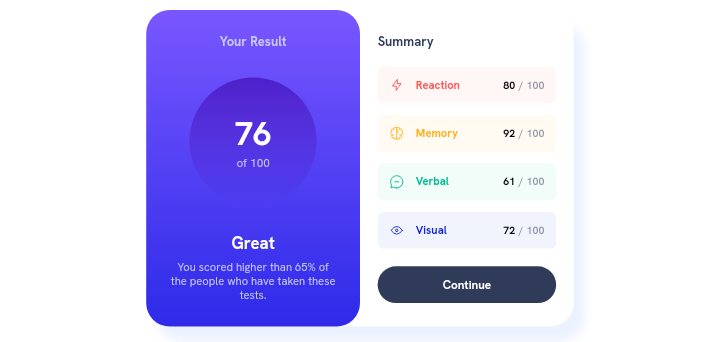 Your Result
76
of 100
Great
You scored higher than 65% of
the people who have taken these
tests.
Summary
Reaction 80 / 100
Memory 92 / 100
Verbal 61 / 100
Visual 72 / 100
Continue